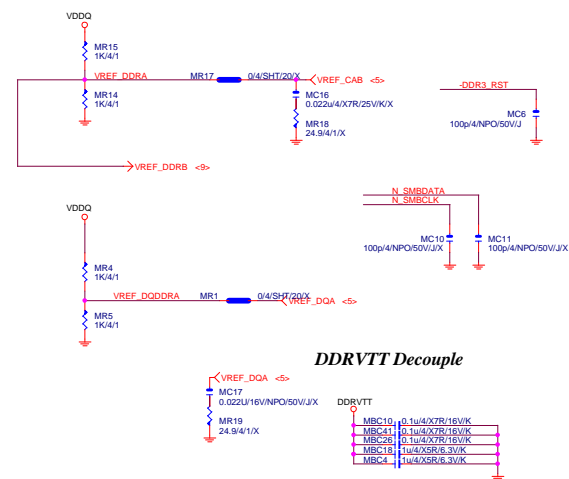 VDDQ
MR15
1K/4/1
VREF_DDRA
MR17
0/4/SHT/20/X
VREF_CAB <5>
MR14
1K/4/1
MC16
0.022u/4/X7R/25V/K/X
MR18
24.9/4/1/X
-DDR3_RST
MC6
100p/4/NPO/50V/J
VREF_DDRB <9>
N_SMBDATA
N_SMBCLK
MC10
100p/4/NPO/50V/J/X
MC11
100p/4/NPO/50V/J/X
VDDQ
MR4
1K/4/1
VREF_DQDDRA
MR1
0/4/SHT/20/X
VREF_DQA <5>
MR5
1K/4/1
DDRVTT Decouple
VREF_DQA <5>
MC17
0.022U/16V/NPO/50V/J/X
MR19
24.9/4/1/X
DDRVTT
MBC10 0.1u/4/X7R/16V/K
MBC41 0.1u/4/X7R/16V/K
MBC26 0.1u/4/X7R/16V/K
MBC18 1u/4/X5R/6.3V/K
MBC4 1u/4/X5R/6.3V/K